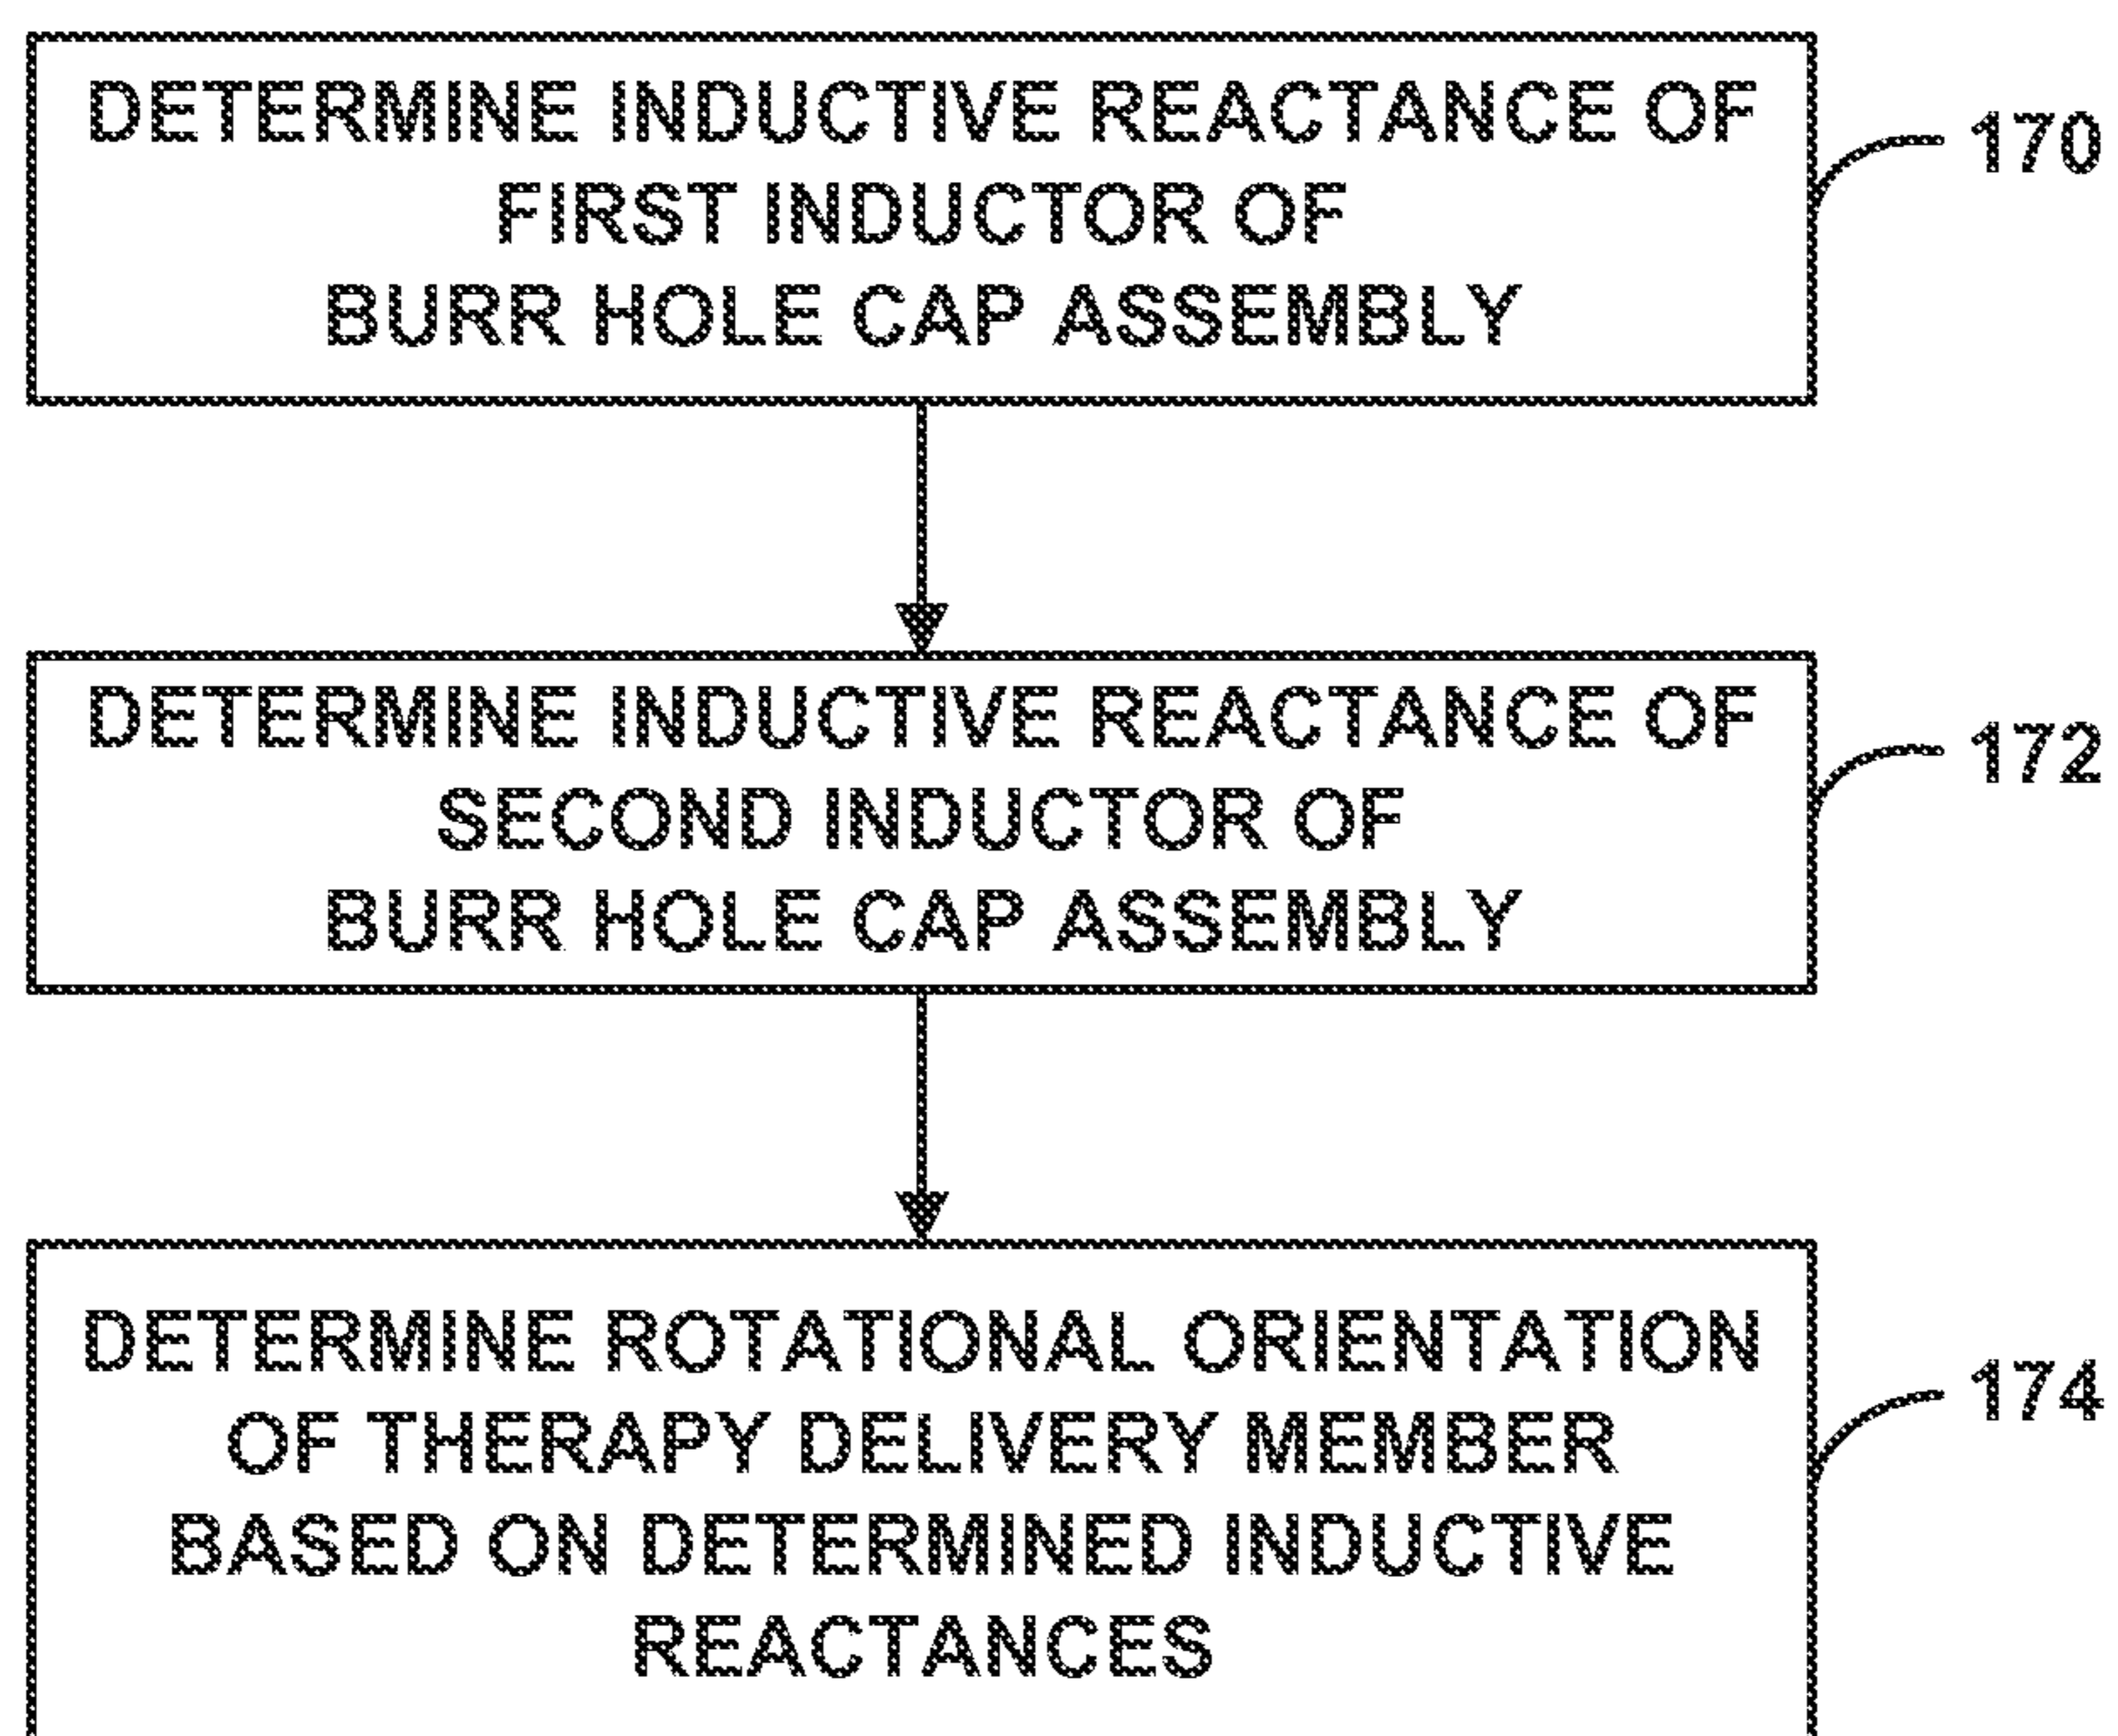 DETERMINE INDUCTIVE REACTANCE OF
FIRST INDUCTOR OF
BURR HOLE CAP ASSEMBLY
170
DETERMINE INDUCTIVE REACTANCE OF
SECOND INDUCTOR OF
BURR HOLE CAP ASSEMBLY
172
DETERMINE ROTATIONAL ORIENTATION
OF THERAPY DELIVERY MEMBER
BASED ON DETERMINED INDUCTIVE
REACTANCES
174